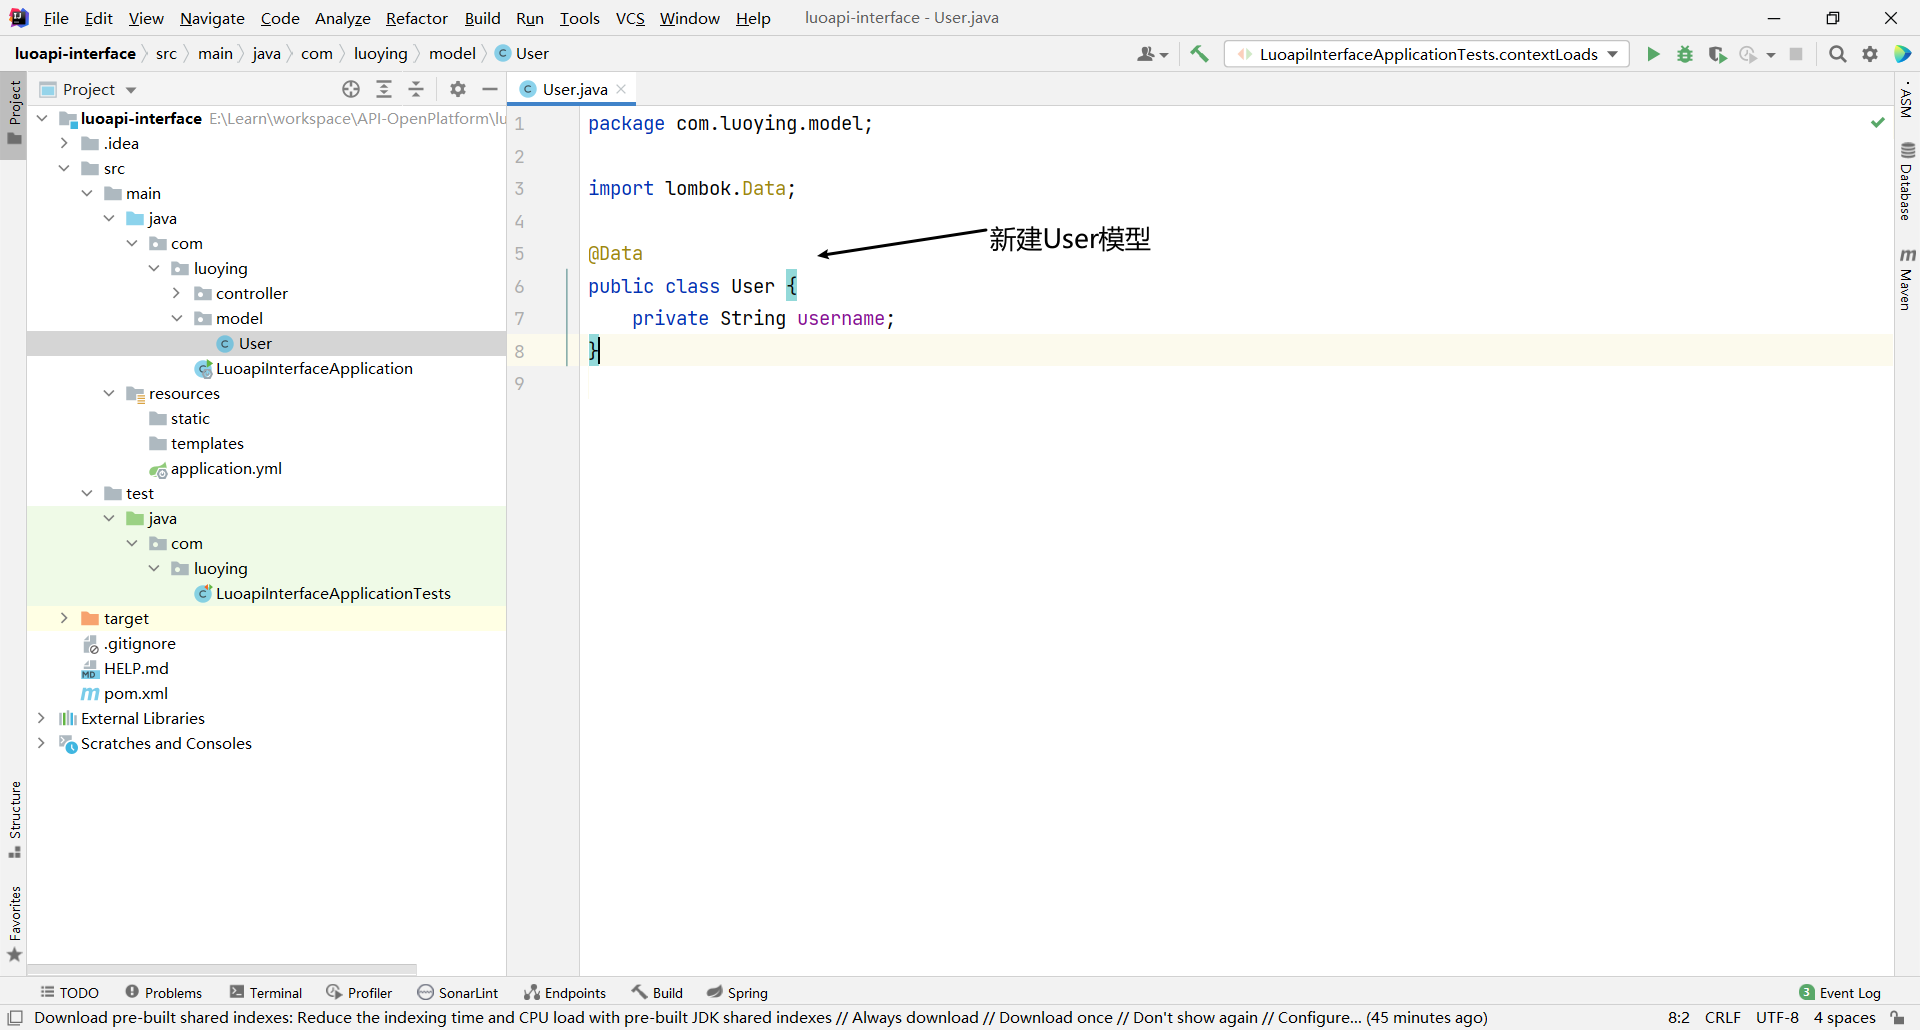 File Edit View Navigate Code Analyze Refactor Build Run Tools VCS Window Help luoapi-interface - User.java
luoapi-interface src main java com luoying model User
LuoapiInterfaceApplicationTests.contextLoads
Project
Project
User.java
luoapi-interface E:\Learn\workspace\API-OpenPlatform\lu
.idea
src
main
java
com
luoying
controller
model
User
LuoapiInterfaceApplication
resources
static
templates
application.yml
test
java
com
luoying
LuoapiInterfaceApplicationTests
target
.gitignore
HELP.md
pom.xml
External Libraries
Scratches and Consoles
Structure
Favorites
1 package com.luoying.model;
2
3 import lombok.Data;
4
5 @Data
6 public class User {
7 private String username;
8 }
9
新建User模型
ASM
Database
Maven
TODO Problems Terminal Profiler SonarLint Endpoints Build Spring 3 Event Log
Download pre-built shared indexes: Reduce the indexing time and CPU load with pre-built JDK shared indexes // Always download // Download once // Don't show again // Configure... (45 minutes ago) 8:2 CRLF UTF-8 4 spaces